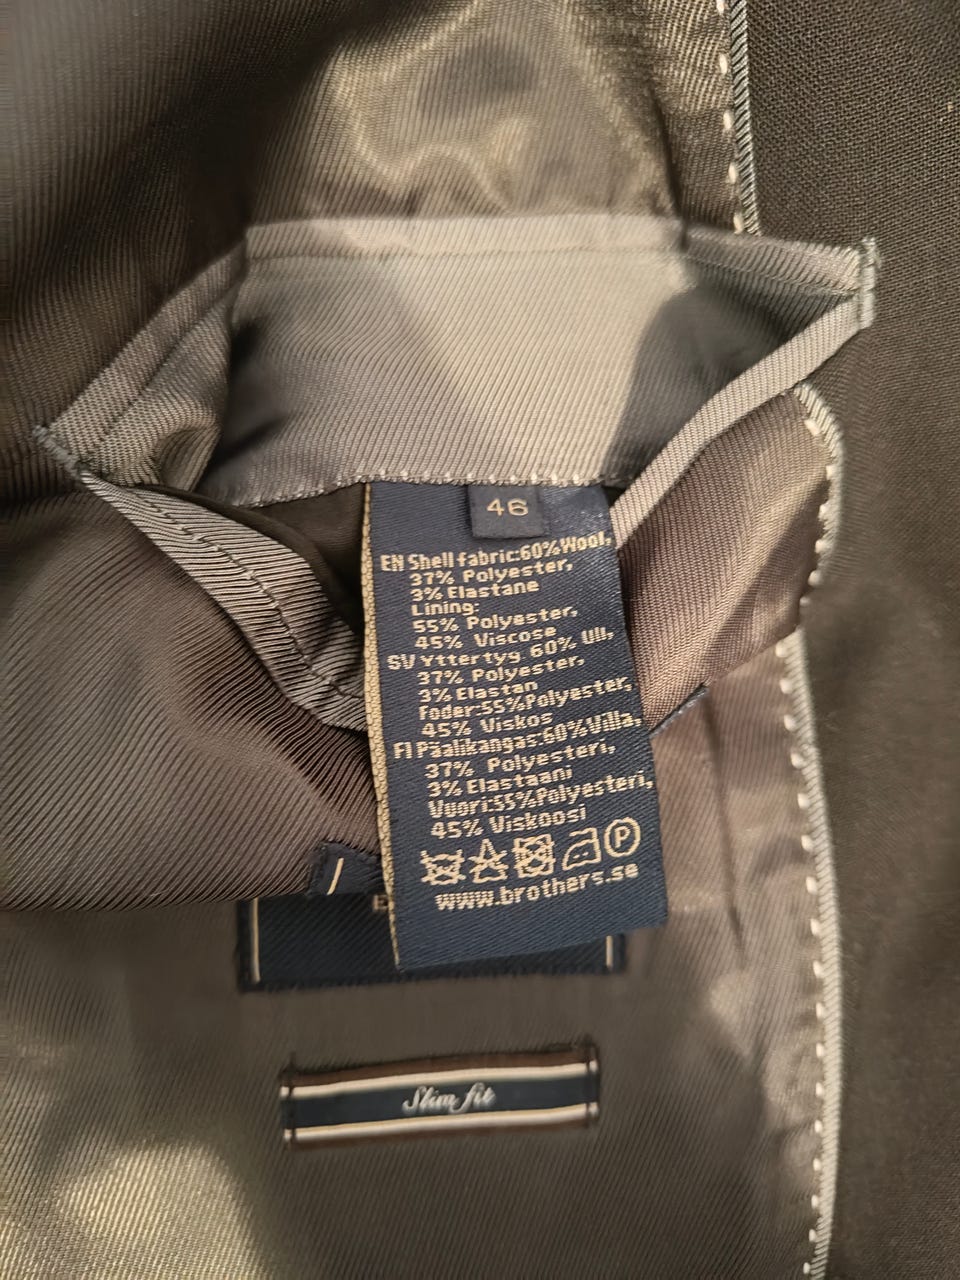 46
EN Shell fabric:60%Wool,
37% Polyester,
3% Elastane
Lining:
55% Polyester,
45% Viscose
SV Yttertyg 60% Ull,
37% Polyester,
3% Elastan
Foder:55%Polyester,
45% Viskos
FI Päälikangas:60%Villa,
37% Polyesteri,
3% Elastaani
Vuori:55%Polyesteri,
45% Viskoosi
P
www.brothers.se
Slim fit